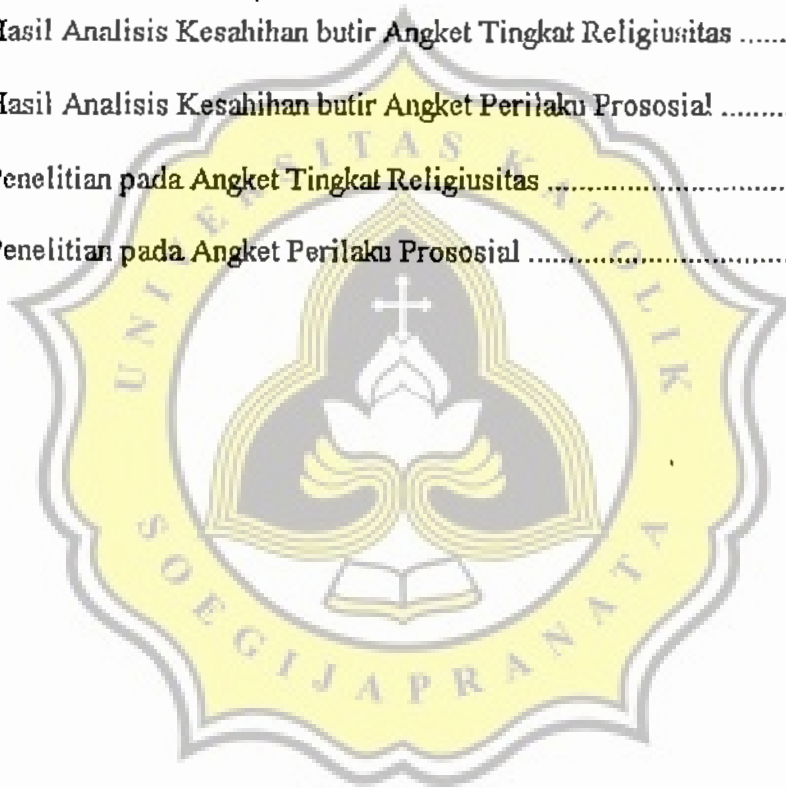 Hasil Analisis Kesahihan butir Angket Tingkat Religiusitas ......
Hasil Analisis Kesahihan butir Angket Perilaku Prososial ........
Penelitian pada Angket Tingkat Religiusitas ..............................
Penelitian pada Angket Perilaku Prososial .................................
UNIVERSITAS KATOLIK
SOEGIJAPRANATA